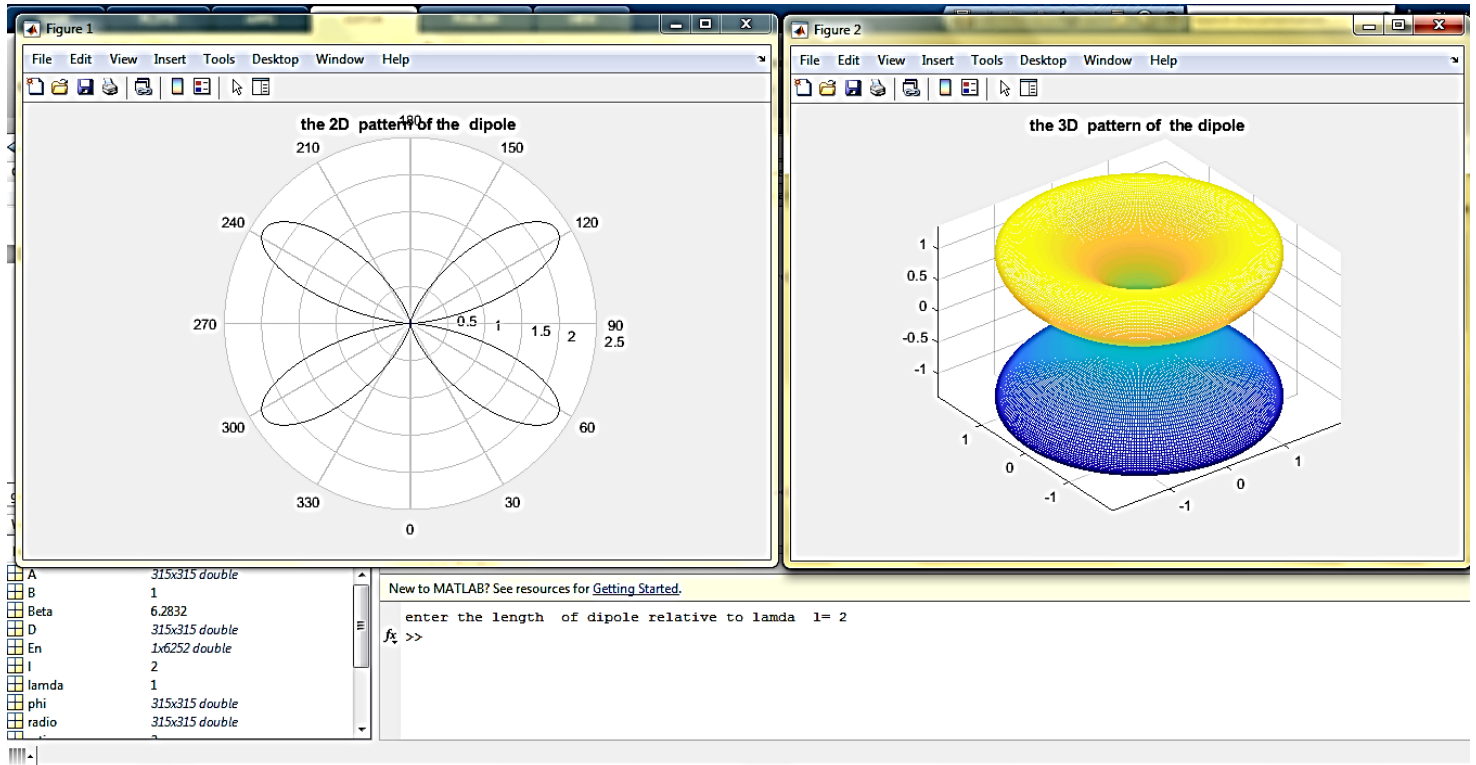 Figure 1
File Edit View Insert Tools Desktop Window Help
the 2D pattern of the dipole
180
210 150
240 120
270 0.5 1 1.5 2 90
2.5
300 60
330 30
0
Figure 2
File Edit View Insert Tools Desktop Window Help
the 3D pattern of the dipole
1
0.5
0
-0.5
-1
1
0
-1
1
0
-1
A 315x315 double
B 1
Beta 6.2832
D 315x315 double
En 1x6252 double
l 2
lamda 1
phi 315x315 double
radio 315x315 double
New to MATLAB? See resources for Getting Started.
enter the length of dipole relative to lamda l= 2
fx >>